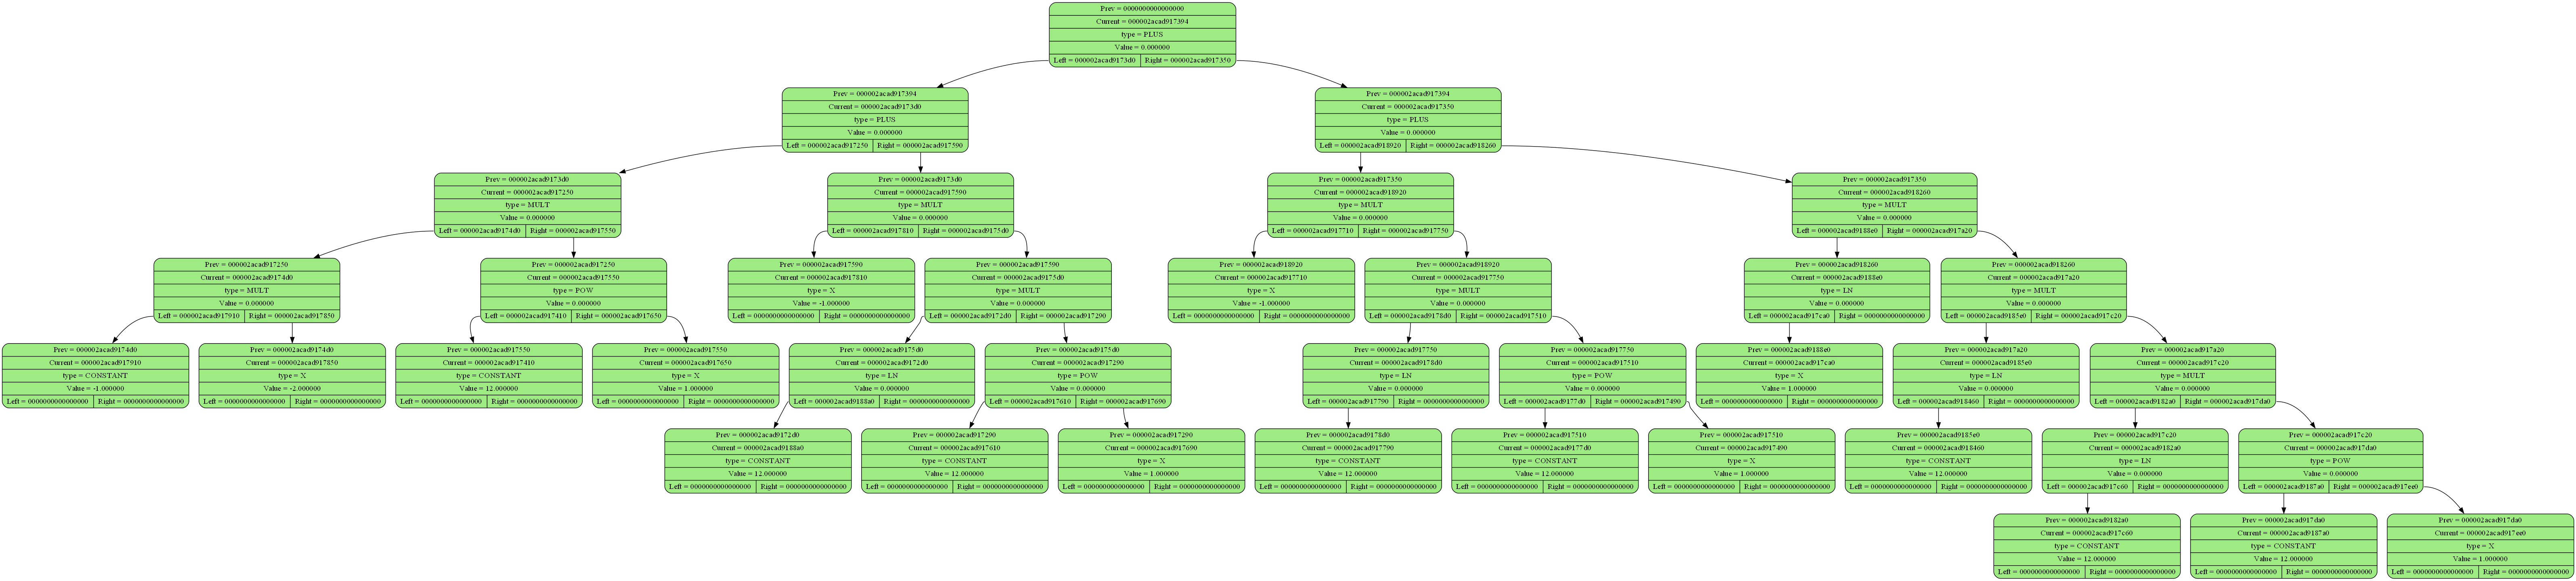 Prev = 0000000000000000
Current = 000002acad917394
type = PLUS
Value = 0.000000
Left = 000002acad9173d0 Right = 000002acad917350
Prev = 000002acad917394
Current = 000002acad9173d0
type = PLUS
Value = 0.000000
Left = 000002acad917250 Right = 000002acad917590
Prev = 000002acad917394
Current = 000002acad917350
type = PLUS
Value = 0.000000
Left = 000002acad918920 Right = 000002acad918260
Prev = 000002acad9173d0
Current = 000002acad917250
type = MULT
Value = 0.000000
Left = 000002acad9174d0 Right = 000002acad917550
Prev = 000002acad9173d0
Current = 000002acad917590
type = MULT
Value = 0.000000
Left = 000002acad917810 Right = 000002acad9175d0
Prev = 000002acad917350
Current = 000002acad918920
type = MULT
Value = 0.000000
Left = 000002acad917710 Right = 000002acad917750
Prev = 000002acad917350
Current = 000002acad918260
type = MULT
Value = 0.000000
Left = 000002acad9188e0 Right = 000002acad917a20
Prev = 000002acad917250
Current = 000002acad9174d0
type = MULT
Value = 0.000000
Left = 000002acad917910 Right = 000002acad917850
Prev = 000002acad917250
Current = 000002acad917550
type = POW
Value = 0.000000
Left = 000002acad917410 Right = 000002acad917650
Prev = 000002acad917590
Current = 000002acad917810
type = X
Value = -1.000000
Left = 0000000000000000 Right = 0000000000000000
Prev = 000002acad917590
Current = 000002acad9175d0
type = MULT
Value = 0.000000
Left = 000002acad9172d0 Right = 000002acad917290
Prev = 000002acad918920
Current = 000002acad917710
type = X
Value = -1.000000
Left = 0000000000000000 Right = 0000000000000000
Prev = 000002acad918920
Current = 000002acad917750
type = MULT
Value = 0.000000
Left = 000002acad9178d0 Right = 000002acad917510
Prev = 000002acad918260
Current = 000002acad9188e0
type = LN
Value = 0.000000
Left = 000002acad917ca0 Right = 0000000000000000
Prev = 000002acad918260
Current = 000002acad917a20
type = MULT
Value = 0.000000
Left = 000002acad9185e0 Right = 000002acad917c20
Prev = 000002acad9174d0
Current = 000002acad917910
type = CONSTANT
Value = -1.000000
Left = 0000000000000000 Right = 0000000000000000
Prev = 000002acad9174d0
Current = 000002acad917850
type = X
Value = -2.000000
Left = 0000000000000000 Right = 0000000000000000
Prev = 000002acad917550
Current = 000002acad917410
type = CONSTANT
Value = 12.000000
Left = 0000000000000000 Right = 0000000000000000
Prev = 000002acad917550
Current = 000002acad917650
type = X
Value = 1.000000
Left = 0000000000000000 Right = 0000000000000000
Prev = 000002acad9175d0
Current = 000002acad9172d0
type = LN
Value = 0.000000
Left = 000002acad9188a0 Right = 0000000000000000
Prev = 000002acad9175d0
Current = 000002acad917290
type = POW
Value = 0.000000
Left = 000002acad917610 Right = 000002acad917690
Prev = 000002acad917750
Current = 000002acad9178d0
type = LN
Value = 0.000000
Left = 000002acad917790 Right = 0000000000000000
Prev = 000002acad917750
Current = 000002acad917510
type = POW
Value = 0.000000
Left = 000002acad9177d0 Right = 000002acad917490
Prev = 000002acad9188e0
Current = 000002acad917ca0
type = X
Value = 1.000000
Left = 0000000000000000 Right = 0000000000000000
Prev = 000002acad917a20
Current = 000002acad9185e0
type = LN
Value = 0.000000
Left = 000002acad918460 Right = 0000000000000000
Prev = 000002acad917a20
Current = 000002acad917c20
type = MULT
Value = 0.000000
Left = 000002acad9182a0 Right = 000002acad917da0
Prev = 000002acad9172d0
Current = 000002acad9188a0
type = CONSTANT
Value = 12.000000
Left = 0000000000000000 Right = 0000000000000000
Prev = 000002acad917290
Current = 000002acad917610
type = CONSTANT
Value = 12.000000
Left = 0000000000000000 Right = 0000000000000000
Prev = 000002acad917290
Current = 000002acad917690
type = X
Value = 1.000000
Left = 0000000000000000 Right = 0000000000000000
Prev = 000002acad9178d0
Current = 000002acad917790
type = CONSTANT
Value = 12.000000
Left = 0000000000000000 Right = 0000000000000000
Prev = 000002acad917510
Current = 000002acad9177d0
type = CONSTANT
Value = 12.000000
Left = 0000000000000000 Right = 0000000000000000
Prev = 000002acad917510
Current = 000002acad917490
type = X
Value = 1.000000
Left = 0000000000000000 Right = 0000000000000000
Prev = 000002acad9185e0
Current = 000002acad918460
type = CONSTANT
Value = 12.000000
Left = 0000000000000000 Right = 0000000000000000
Prev = 000002acad917c20
Current = 000002acad9182a0
type = LN
Value = 0.000000
Left = 000002acad917c60 Right = 0000000000000000
Prev = 000002acad917c20
Current = 000002acad917da0
type = POW
Value = 0.000000
Left = 000002acad9187a0 Right = 000002acad917ee0
Prev = 000002acad9182a0
Current = 000002acad917c60
type = CONSTANT
Value = 12.000000
Left = 0000000000000000 Right = 0000000000000000
Prev = 000002acad917da0
Current = 000002acad9187a0
type = CONSTANT
Value = 12.000000
Left = 0000000000000000 Right = 0000000000000000
Prev = 000002acad917da0
Current = 000002acad917ee0
type = X
Value = 1.000000
Left = 0000000000000000 Right = 0000000000000000